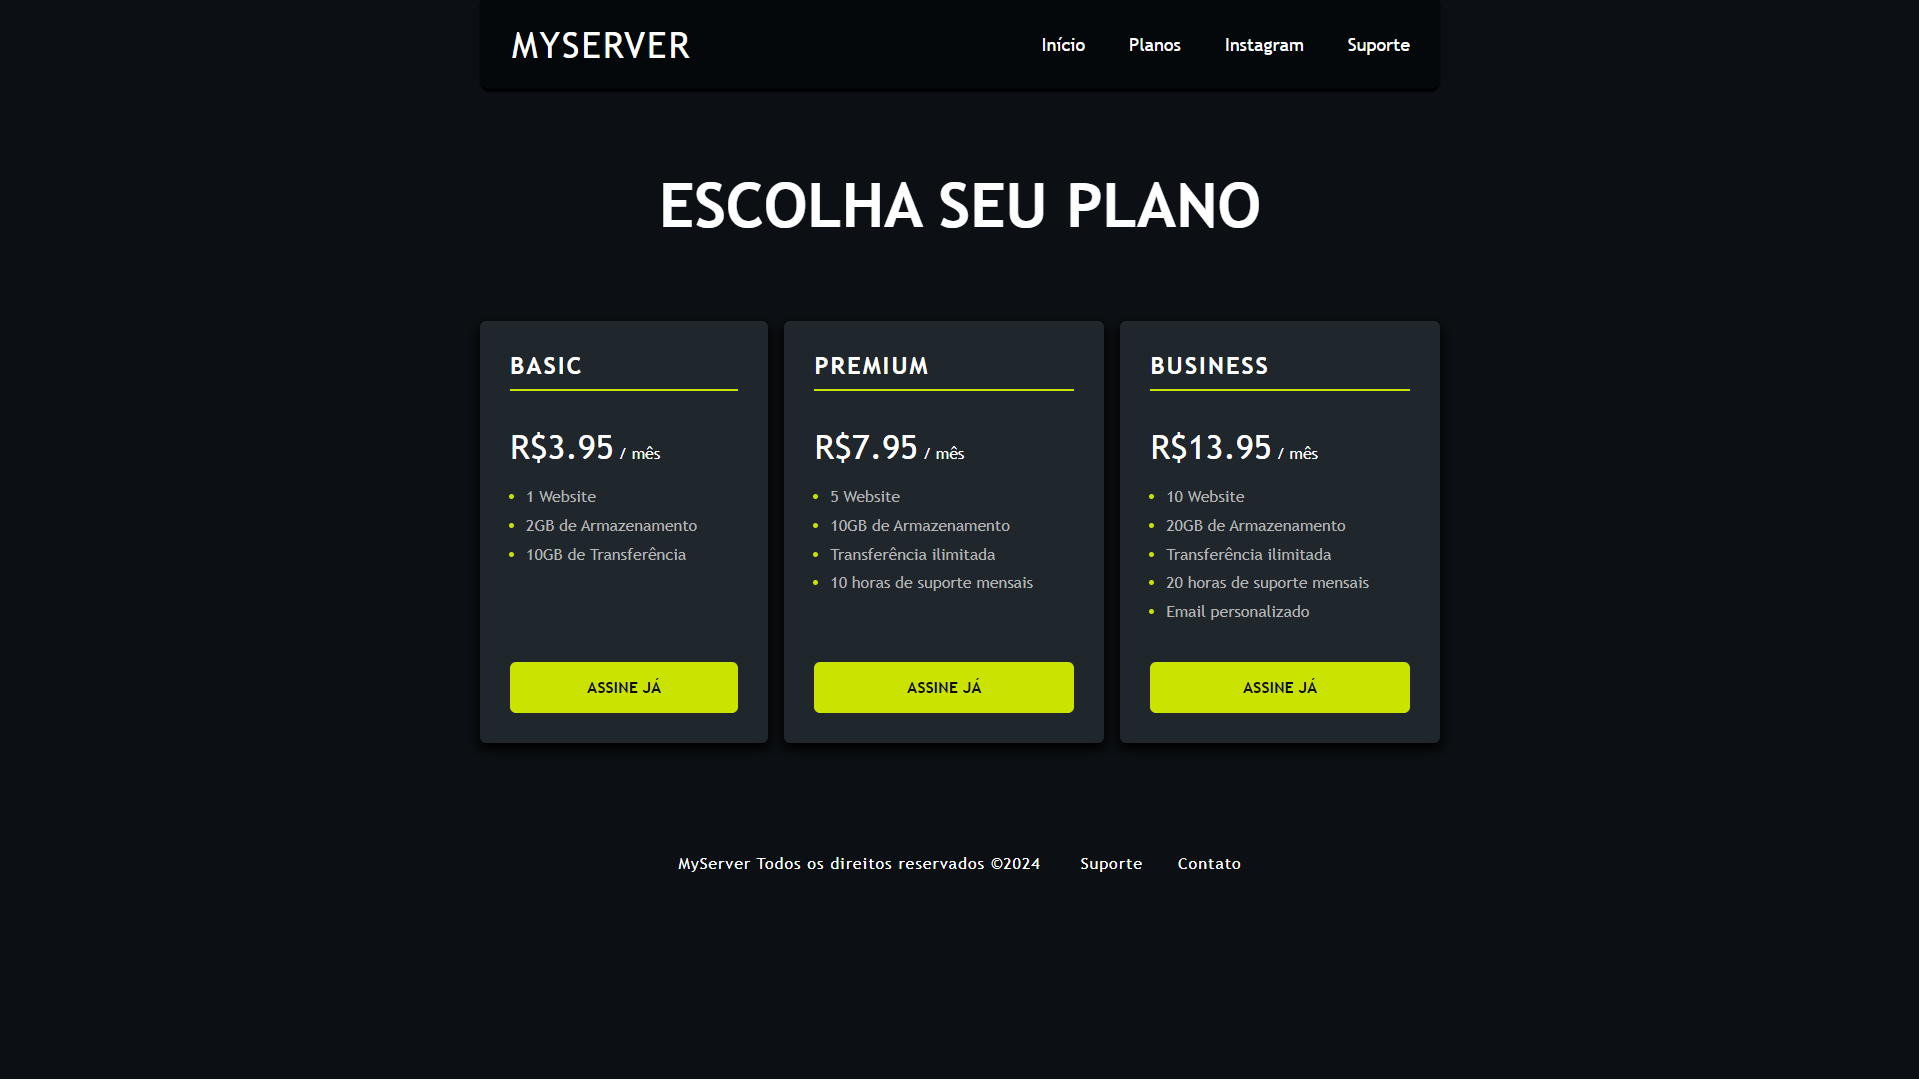 MYSERVER
Início
Planos
Instagram
Suporte
ESCOLHA SEU PLANO
BASIC
R$3.95 / mês
1 Website
2GB de Armazenamento
10GB de Transferência
ASSINE JÁ
PREMIUM
R$7.95 / mês
5 Website
10GB de Armazenamento
Transferência ilimitada
10 horas de suporte mensais
ASSINE JÁ
BUSINESS
R$13.95 / mês
10 Website
20GB de Armazenamento
Transferência ilimitada
20 horas de suporte mensais
Email personalizado
ASSINE JÁ
MyServer Todos os direitos reservados ©2024
Suporte
Contato